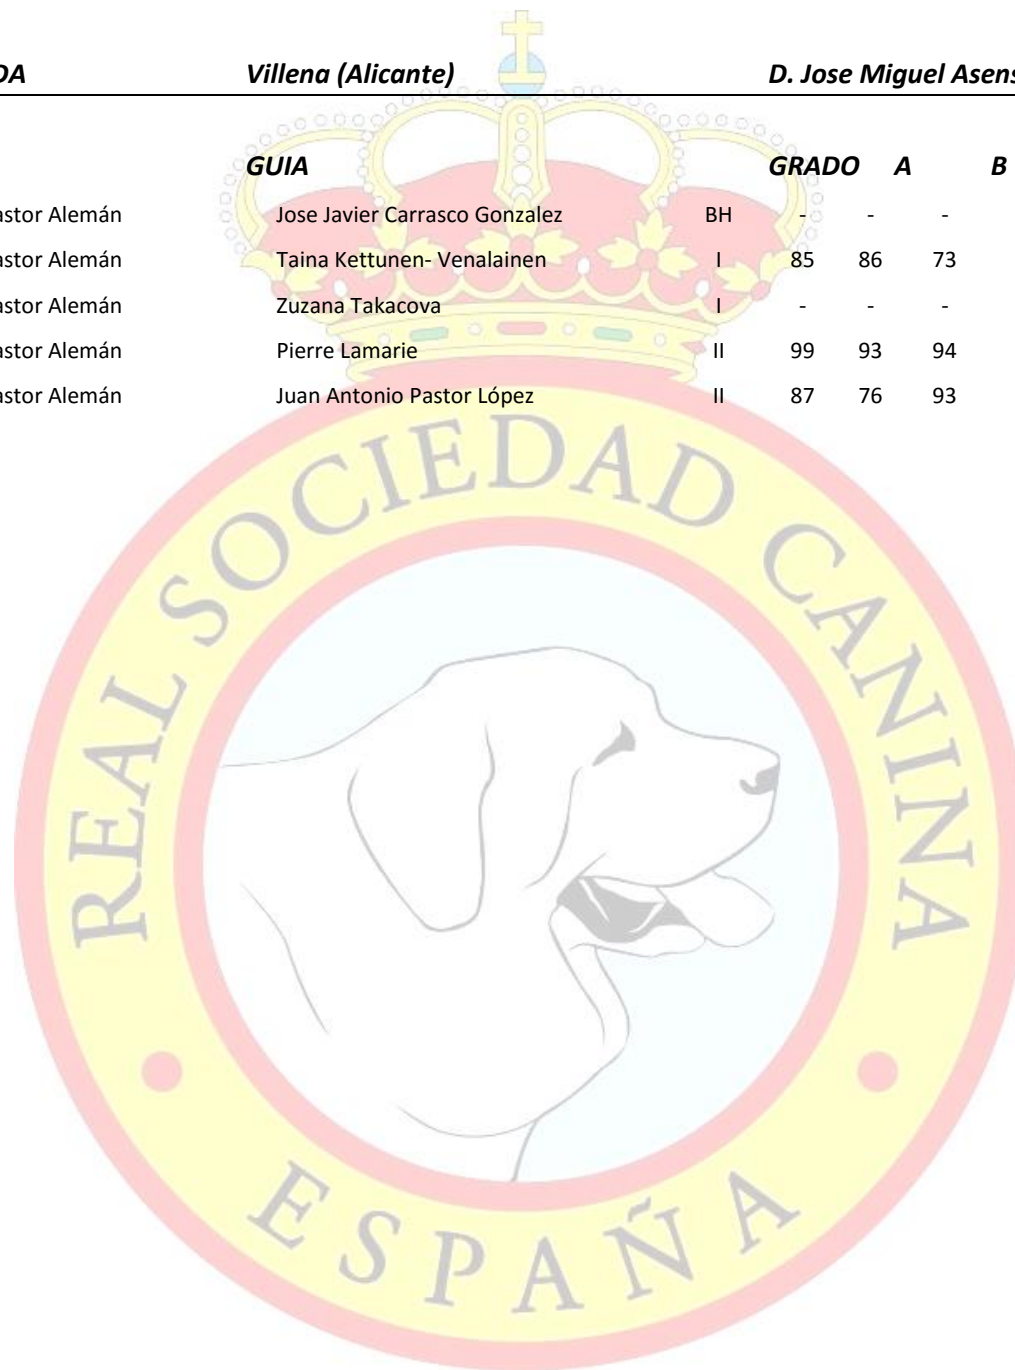 DA Villena (Alicante) D. Jose Miguel Asens
GUIA GRADO A B
astor Alemán Jose Javier Carrasco Gonzalez BH - - -
astor Alemán Taina Kettunen- Venalainen I 85 86 73
astor Alemán Zuzana Takacova I - - -
astor Alemán Pierre Lamarie II 99 93 94
astor Alemán Juan Antonio Pastor López II 87 76 93
REAL SOCIEDAD CANINA
ESPAÑA